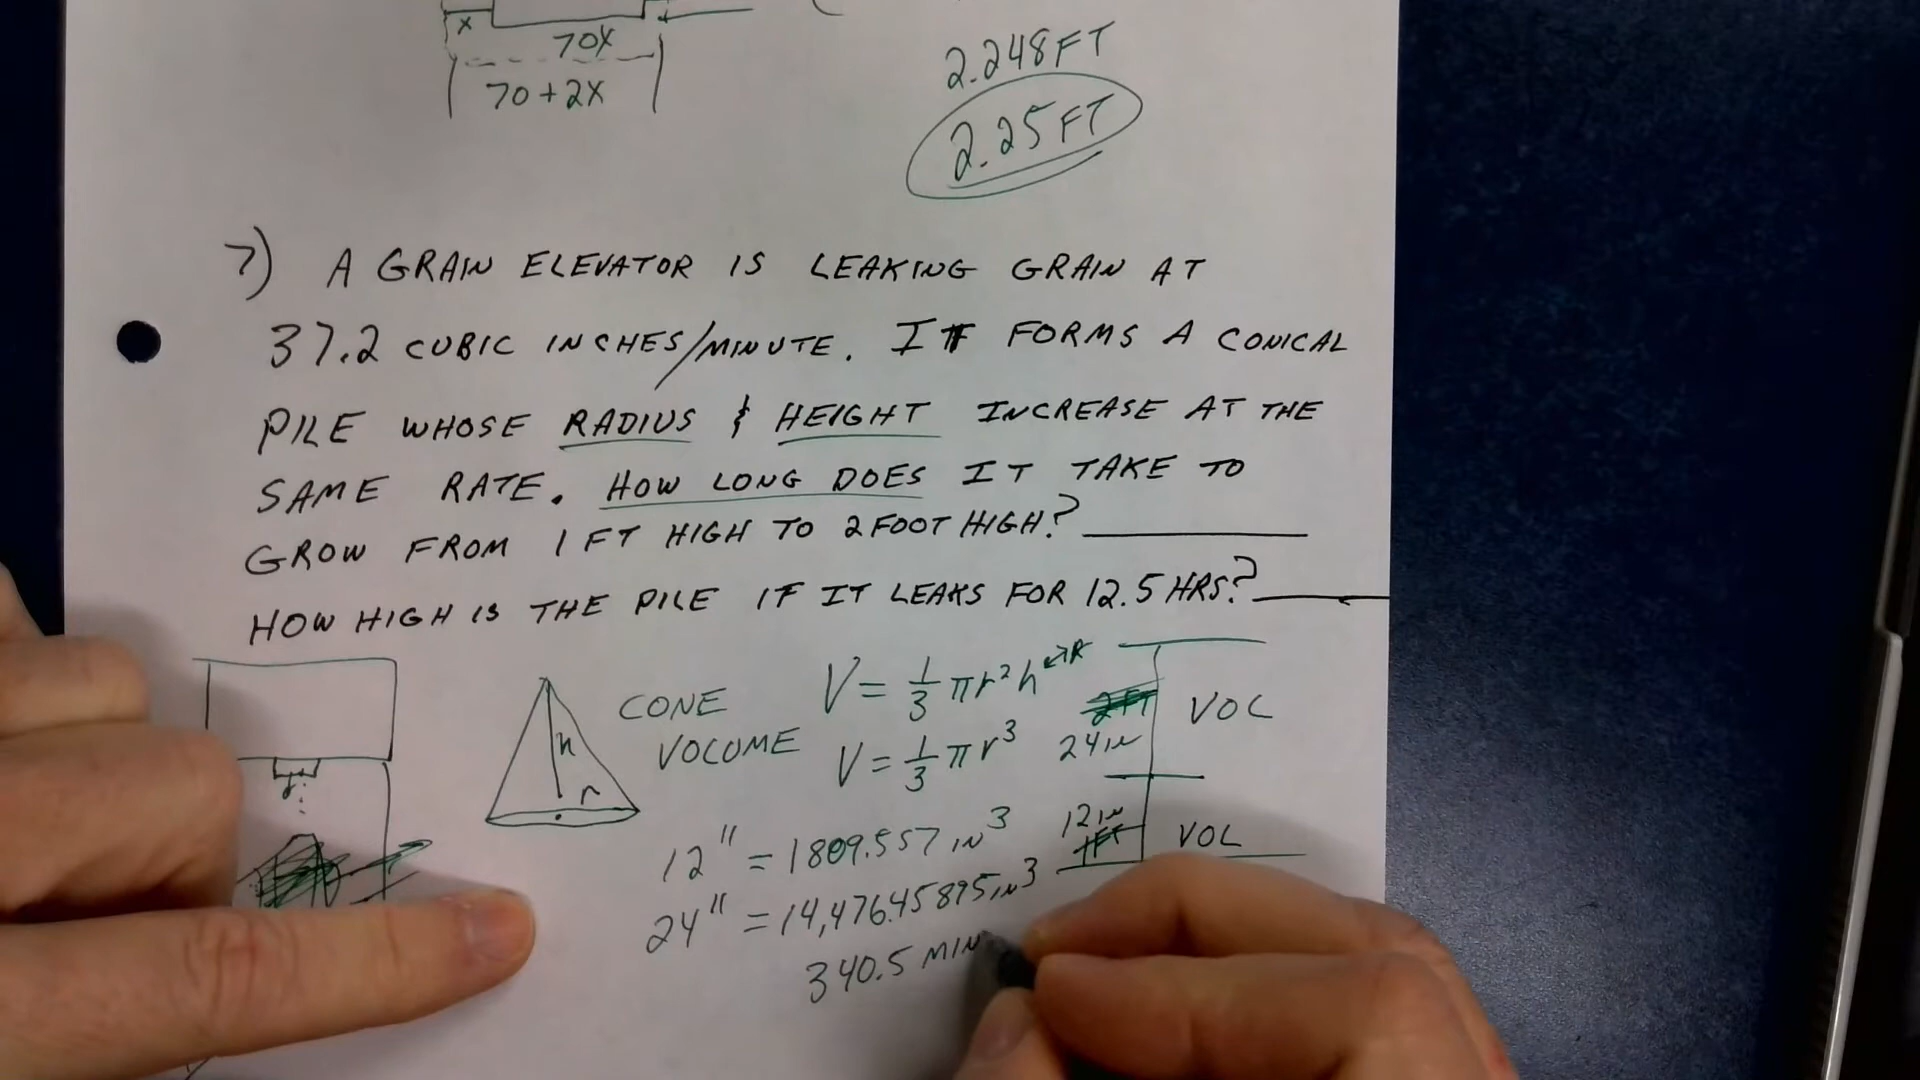 x
70X
70+2X
2.248FT
2.25FT
7) A GRAIN ELEVATOR IS LEAKING GRAIN AT
37.2 CUBIC INCHES/MINUTE. IT FORMS A CONICAL
PILE WHOSE RADIUS & HEIGHT INCREASE AT THE
SAME RATE. HOW LONG DOES IT TAKE TO
GROW FROM 1 FT HIGH TO 2 FOOT HIGH?
HOW HIGH IS THE PILE IF IT LEAKS FOR 12.5 HRS?
h
r
CONE
VOLUME
V = 1/3 πr²h ↔R
V = 1/3 πr³
24in
VOL
12in
VOL
12" = 1809.557 in³
24" = 14,476.45895in³
340.5 MIN